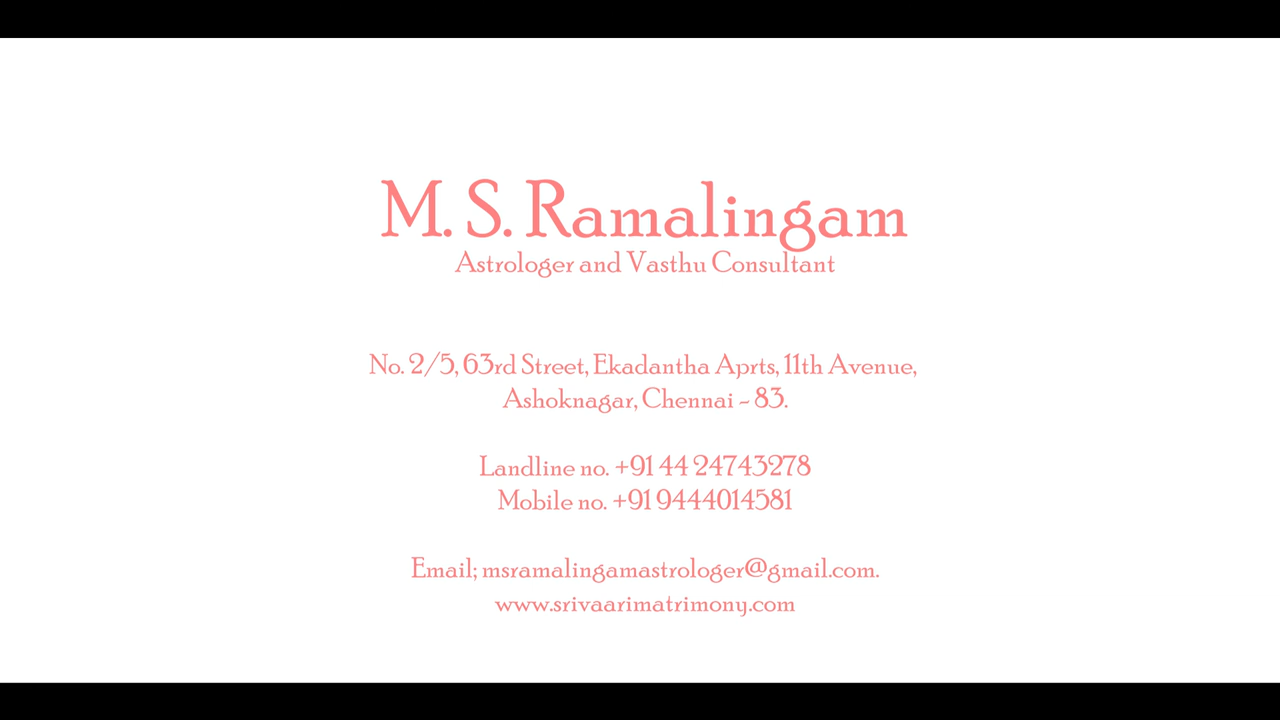 M. S. Ramalingam
Astrologer and Vasthu Consultant
No. 2/5, 63rd Street, Ekadantha Aprts, 11th Avenue,
Ashoknagar, Chennai - 83.
Landline no. +91 44 24743278
Mobile no. +91 9444014581
Email; msramalingamastrologer@gmail.com.
www.srivaarimatrimony.com